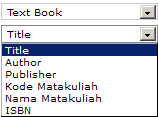 Text Book
Title
Title
Author
Publisher
Kode Matakuliah
Nama Matakuliah
ISBN